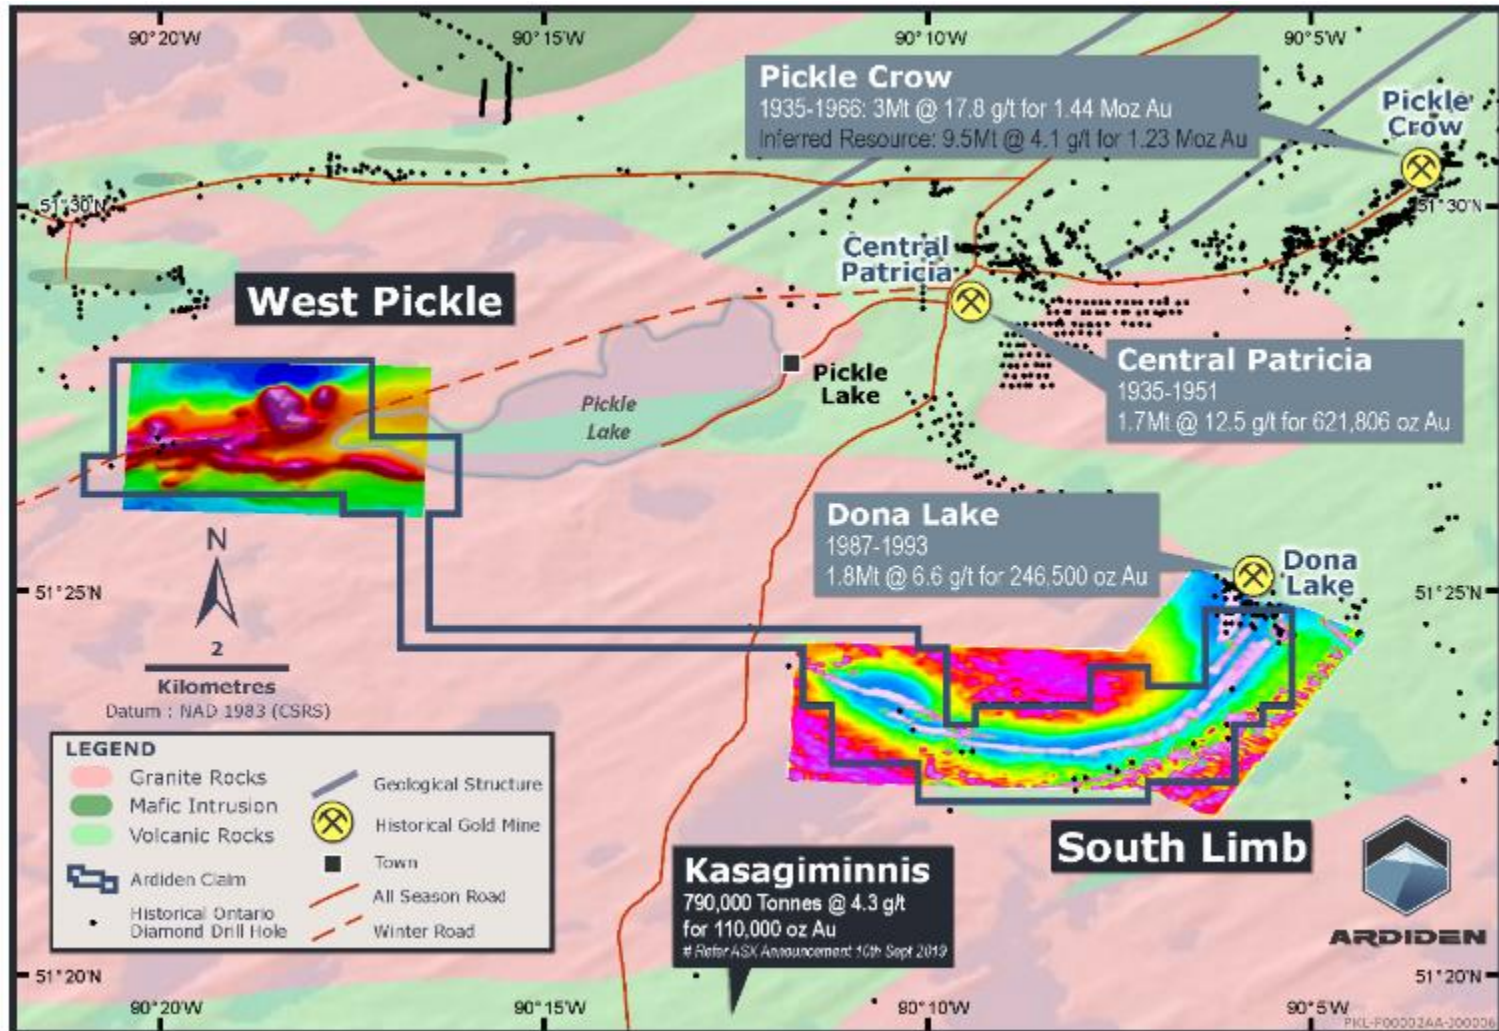 90°20'W
90°15'W
90°10'W
90°5'W
Pickle Crow
1935-1966: 3Mt @ 17.8 g/t for 1.44 Moz Au
Inferred Resource: 9.5Mt @ 4.1 g/t for 1.23 Moz Au
Pickle
Crow
51°30'N
51°30'N
Central
Patricia
West Pickle
Central Patricia
1935-1951
1.7Mt @ 12.5 g/t for 621,806 oz Au
Pickle
Lake
Pickle
Lake
Dona Lake
1987-1993
1.8Mt @ 6.6 g/t for 246,500 oz Au
Dona
Lake
N
51°25'N
51°25'N
2
Kilometres
Datum : NAD 1983 (CSRS)
LEGEND
Granite Rocks
Mafic Intrusion
Volcanic Rocks
Ardiden Claim
Historical Ontario
Diamond Drill Hole
Geological Structure
Historical Gold Mine
Town
All Season Road
Winter Road
South Limb
Kasagiminnis
790,000 Tonnes @ 4.3 g/t
for 110,000 oz Au
# Refer ASX Announcement 10th Sept 2019
ARDIDEN
51°20'N
51°20'N
90°20'W
90°15'W
90°10'W
90°5'W